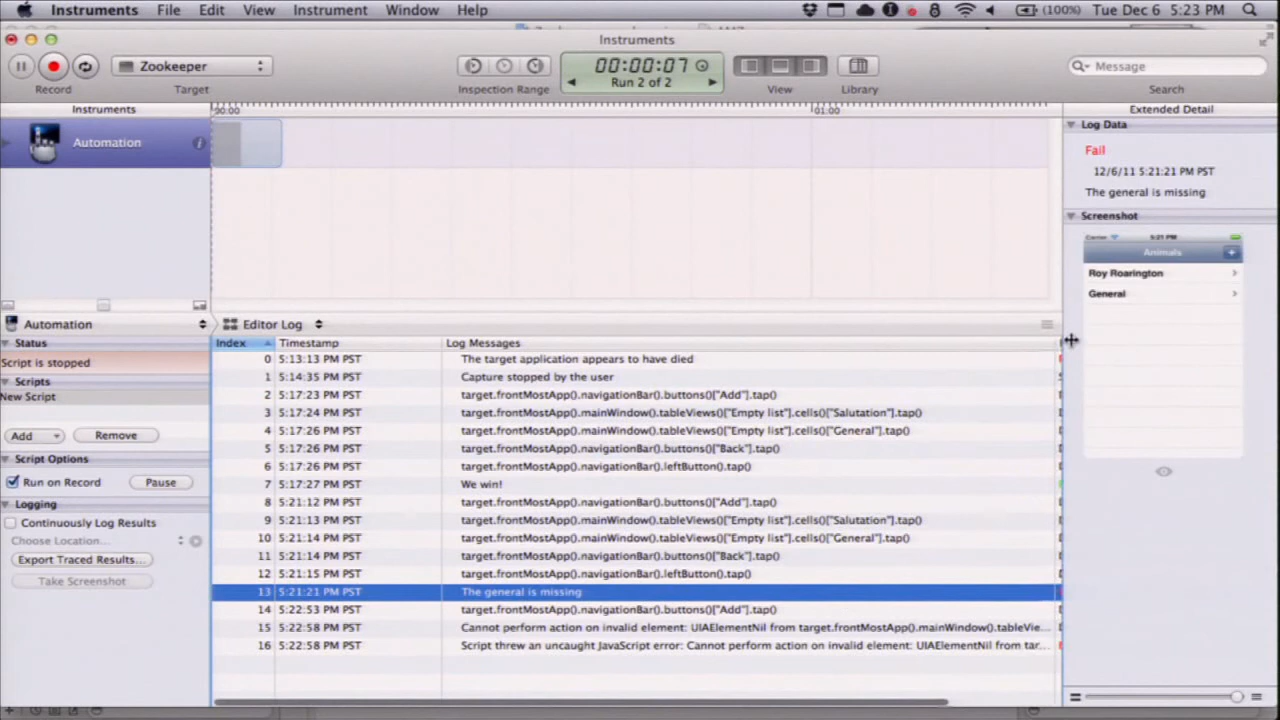 Instruments File Edit View Instrument Window Help (100%) Tue Dec 6 5:23 PM
Instruments
Zookeeper
00:00:07
Run 2 of 2
Message
Record Target Inspection Range View Library Search
Instruments
00:00 01:00
Extended Detail
Automation
Log Data
Fail
12/6/11 5:21:21 PM PST
The general is missing
Screenshot
Carrier 5:21 PM
Animals +
Roy Roarington
General
Automation
Editor Log
Status
Script is stopped
Scripts
New Script
Add Remove
Script Options
Run on Record Pause
Logging
Continuously Log Results
Choose Location...
Export Traced Results...
Take Screenshot
Index Timestamp Log Messages
0 5:13:13 PM PST The target application appears to have died
1 5:14:35 PM PST Capture stopped by the user
2 5:17:23 PM PST target.frontMostApp().navigationBar().buttons()["Add"].tap()
3 5:17:24 PM PST target.frontMostApp().mainWindow().tableViews()["Empty list"].cells()["Salutation"].tap()
4 5:17:26 PM PST target.frontMostApp().mainWindow().tableViews()["Empty list"].cells()["General"].tap()
5 5:17:26 PM PST target.frontMostApp().navigationBar().buttons()["Back"].tap()
6 5:17:26 PM PST target.frontMostApp().navigationBar().leftButton().tap()
7 5:17:27 PM PST We win!
8 5:21:12 PM PST target.frontMostApp().navigationBar().buttons()["Add"].tap()
9 5:21:13 PM PST target.frontMostApp().mainWindow().tableViews()["Empty list"].cells()["Salutation"].tap()
10 5:21:14 PM PST target.frontMostApp().mainWindow().tableViews()["Empty list"].cells()["General"].tap()
11 5:21:14 PM PST target.frontMostApp().navigationBar().buttons()["Back"].tap()
12 5:21:15 PM PST target.frontMostApp().navigationBar().leftButton().tap()
13 5:21:21 PM PST The general is missing
14 5:22:53 PM PST target.frontMostApp().navigationBar().buttons()["Add"].tap()
15 5:22:58 PM PST Cannot perform action on invalid element: UIAElementNil from target.frontMostApp().mainWindow().tableVie...
16 5:22:58 PM PST Script threw an uncaught JavaScript error: Cannot perform action on invalid element: UIAElementNil from tar...